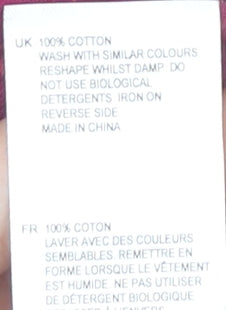 UK 100% COTTON
WASH WITH SIMILAR COLOURS
RESHAPE WHILST DAMP. DO
NOT USE BIOLOGICAL
DETERGENTS. IRON ON
REVERSE SIDE
MADE IN CHINA
FR 100% COTON
LAVER AVEC DES COULEURS
SEMBLABLES. REMETTRE EN
FORME LORSQUE LE VÊTEMENT
EST HUMIDE. NE PAS UTILISER
DE DÉTERGENT BIOLOGIQUE